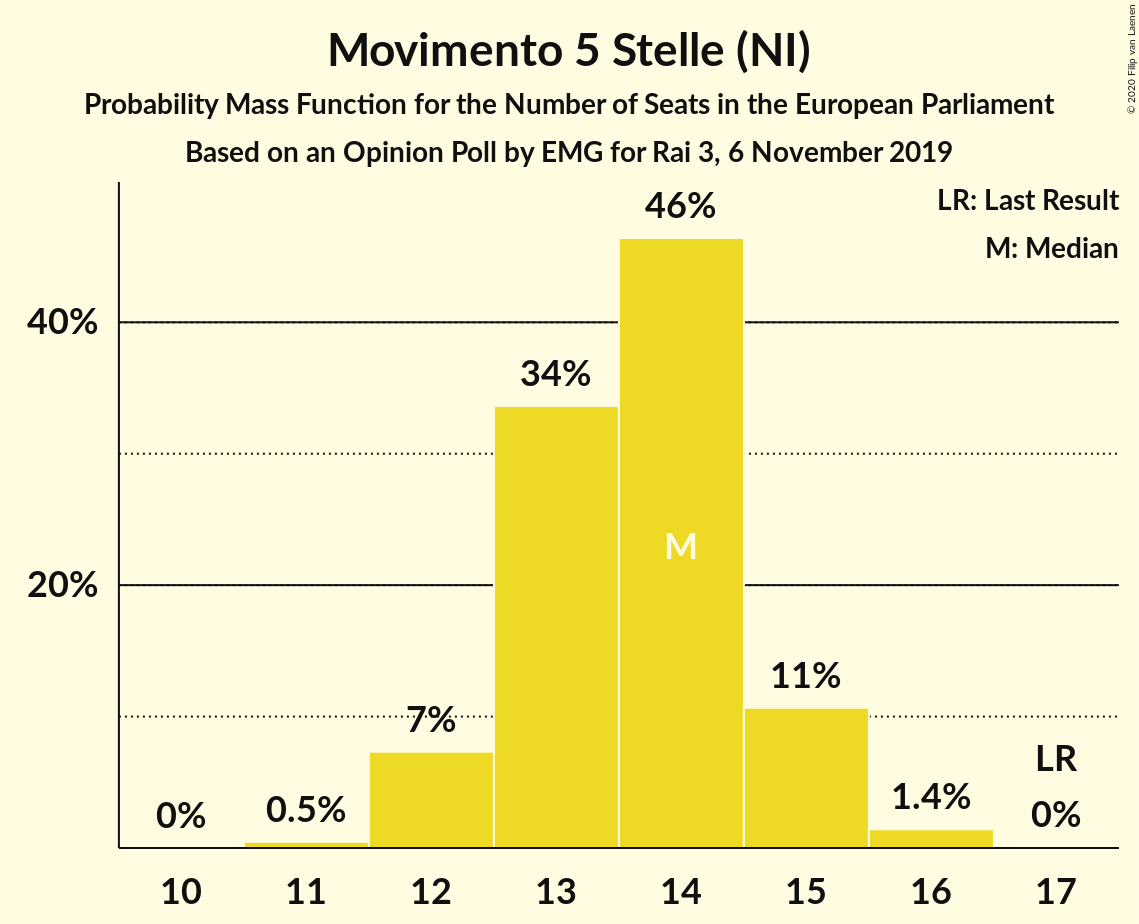 Movimento 5 Stelle (NI)
Probability Mass Function for the Number of Seats in the European Parliament
Based on an Opinion Poll by EMG for Rai 3, 6 November 2019
© 2020 Filip van Laenen
LR: Last Result
M: Median
46%
40%
34%
M
20%
11%
7%
LR
1.4%
0.5%
0%
0%
10 11 12 13 14 15 16 17